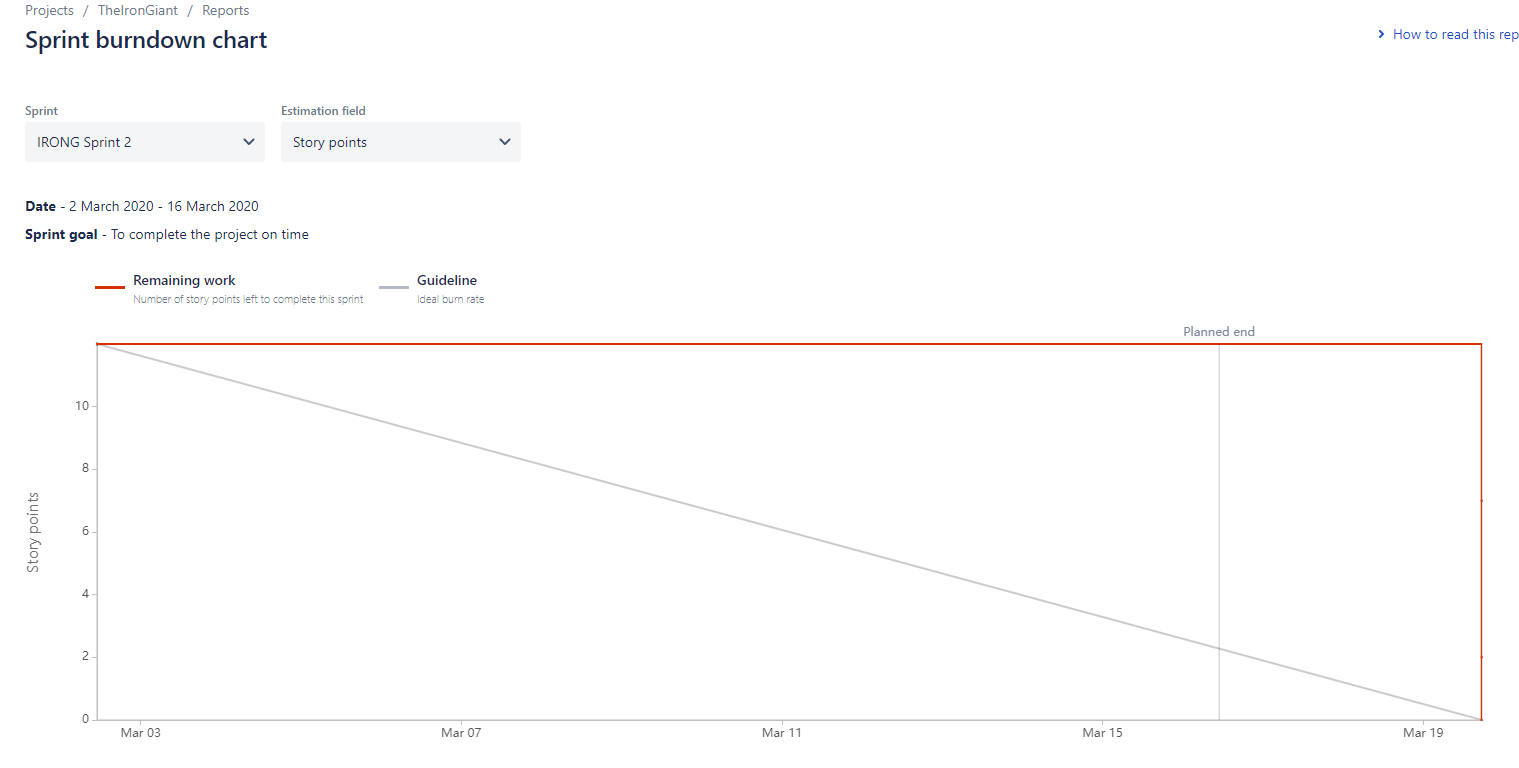 Projects / TheIronGiant / Reports
Sprint burndown chart
How to read this rep
Sprint
Estimation field
IRONG Sprint 2
Story points
Date - 2 March 2020 - 16 March 2020
Sprint goal - To complete the project on time
Remaining work
Number of story points left to complete this sprint
Guideline
Ideal burn rate
Planned end
10
8
6
4
2
0
Story points
Mar 03
Mar 07
Mar 11
Mar 15
Mar 19